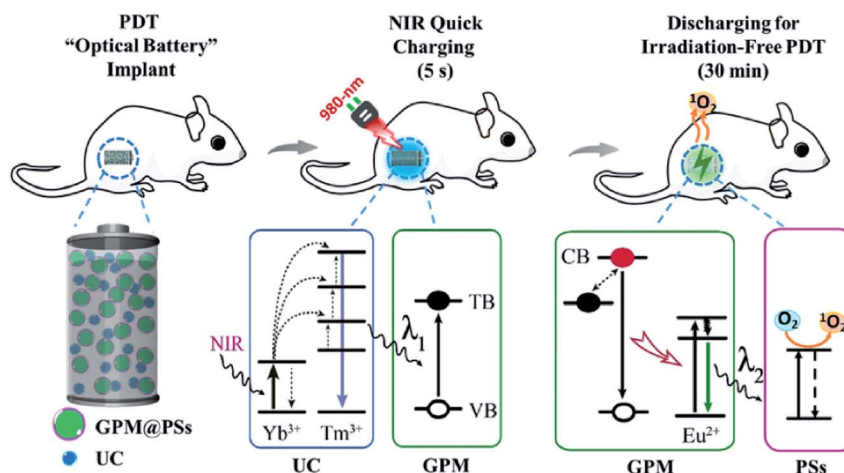 PDT
“Optical Battery”
Implant
NIR Quick
Charging
(5 s)
Discharging for
Irradiation-Free PDT
(30 min)
980-nm
¹O₂
CB
TB
λ₁
NIR
VB
O₂
¹O₂
λ₂
Yb³⁺
Tm³⁺
Eu²⁺
GPM@PSs
UC
UC
GPM
GPM
PSs